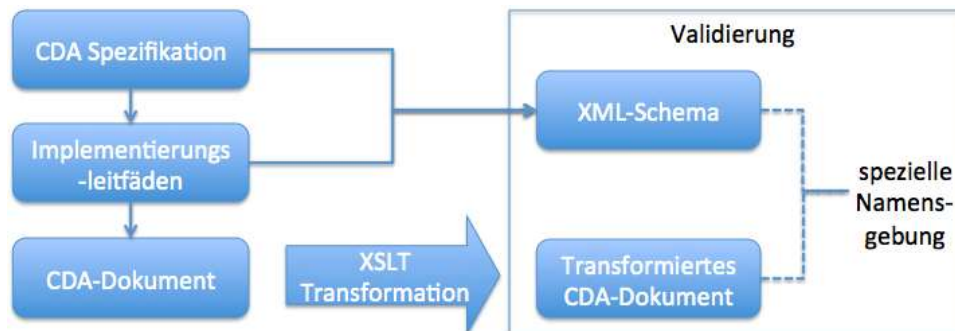 CDA Spezifikation
Implementierungs
-leitfäden
CDA-Dokument
XSLT
Transformation
Validierung
XML-Schema
Transformiertes
CDA-Dokument
spezielle
Namens-
gebung